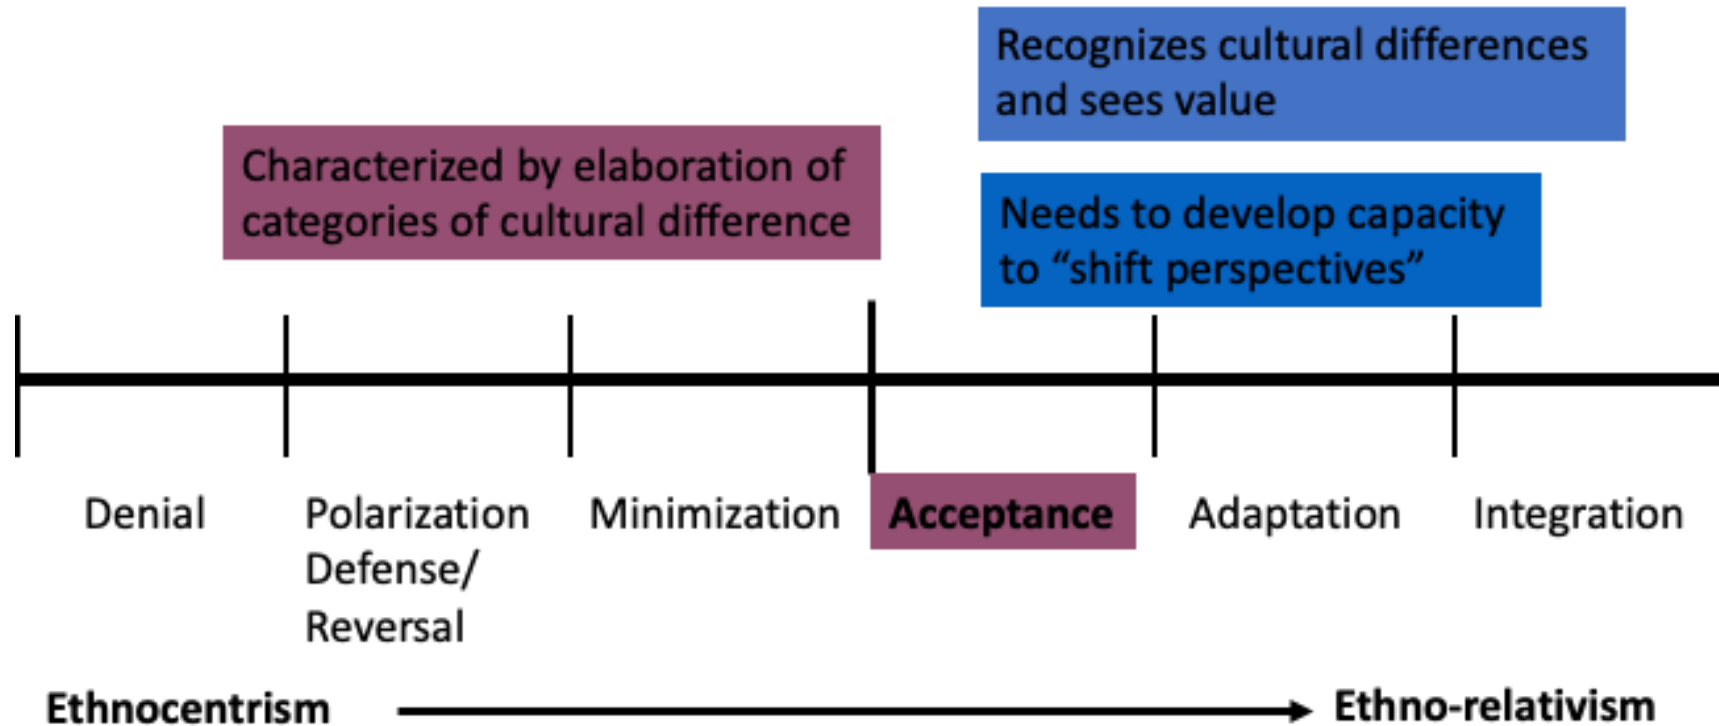 Recognizes cultural differences
and sees value
Characterized by elaboration of
categories of cultural difference
Needs to develop capacity
to “shift perspectives”
Denial
Polarization
Defense/
Reversal
Minimization
Acceptance
Adaptation
Integration
Ethnocentrism
Ethno-relativism